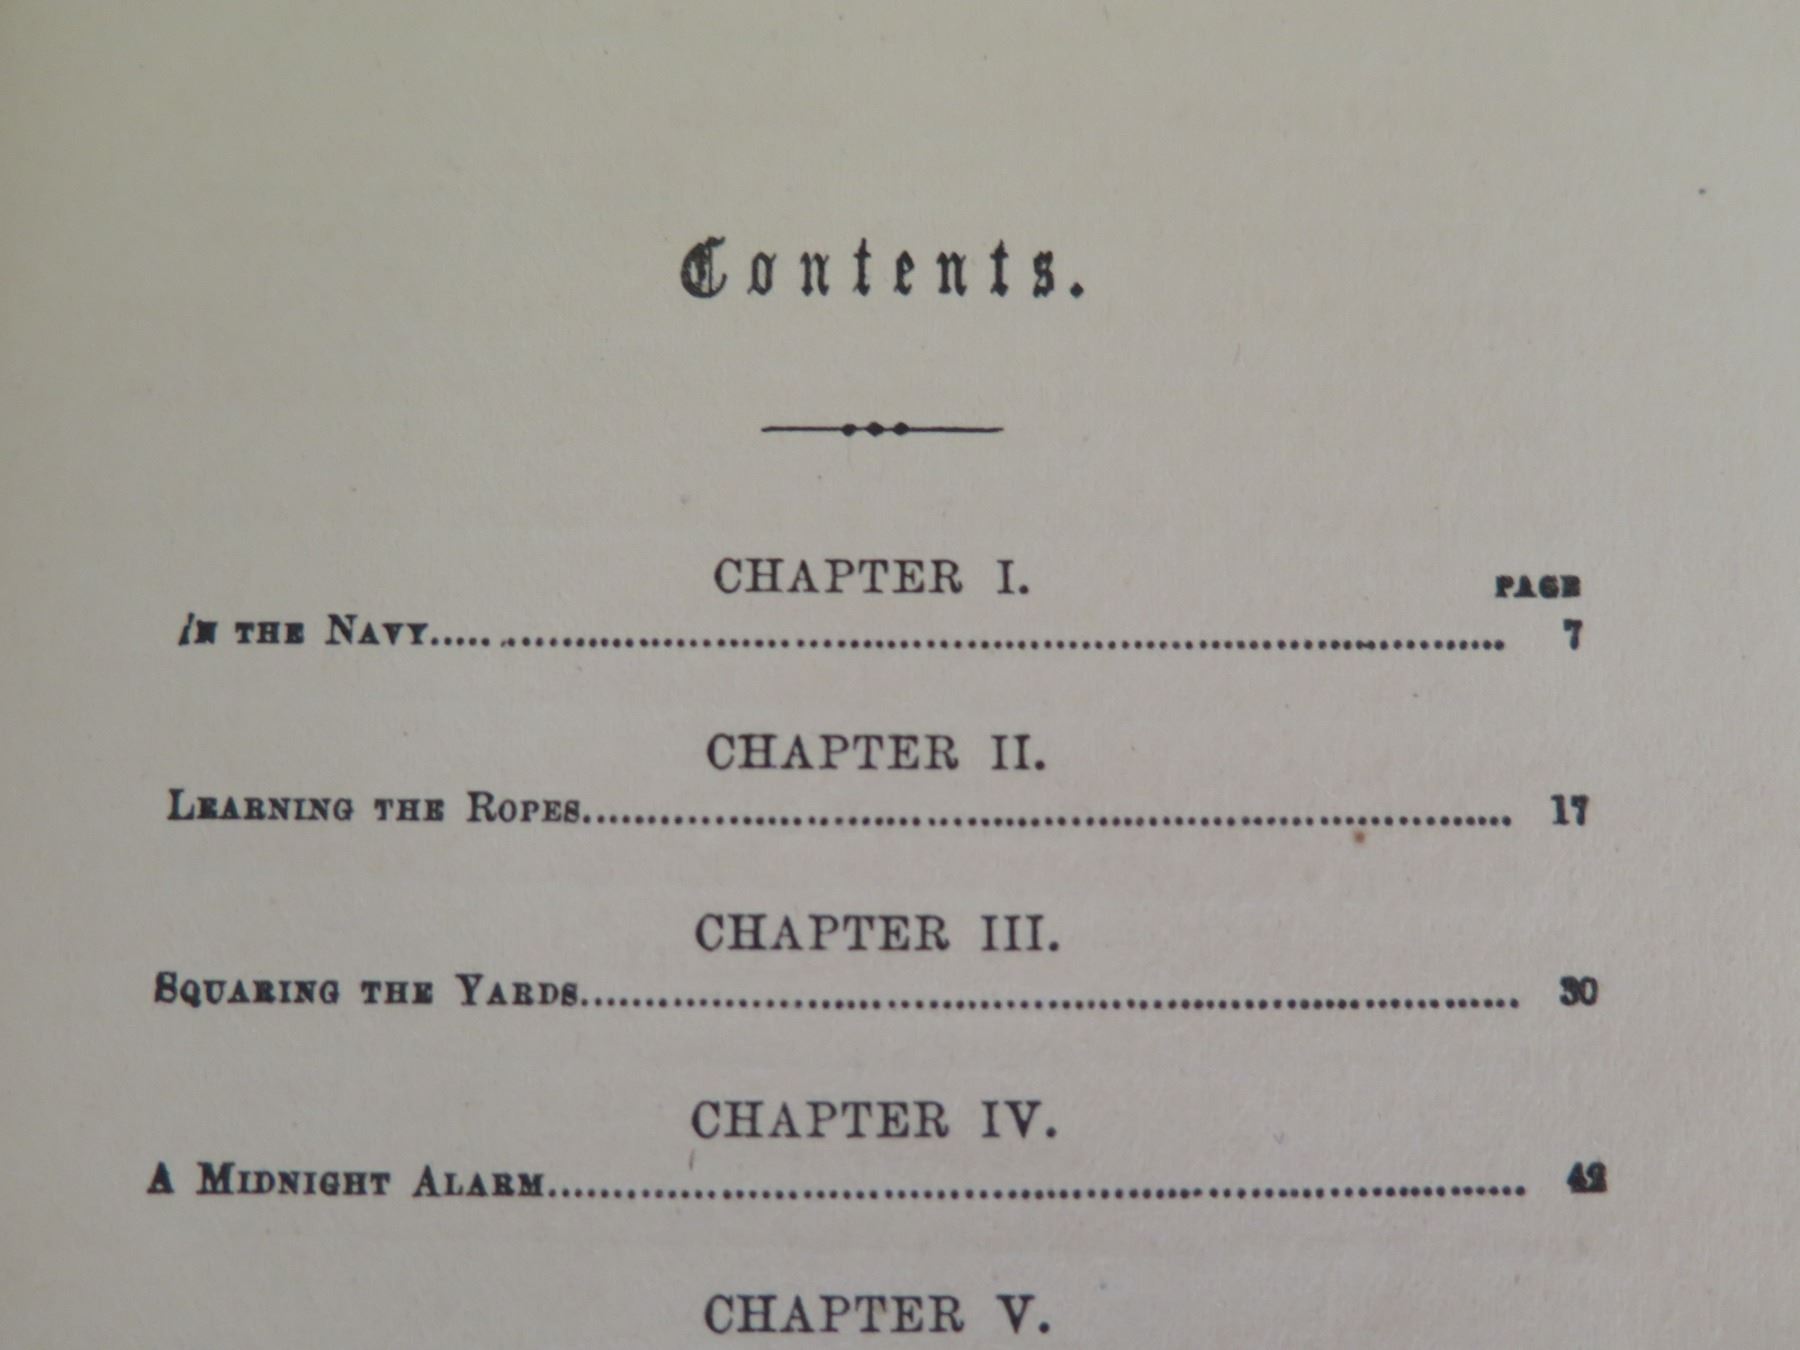 Contents.
CHAPTER I.
PAGE
IN THE NAVY..... ........................................................................... 7
CHAPTER II.
LEARNING THE ROPES...................................................................... 17
CHAPTER III.
SQUARING THE YARDS...................................................................... 30
CHAPTER IV.
A MIDNIGHT ALARM......................................................................... 42
CHAPTER V.